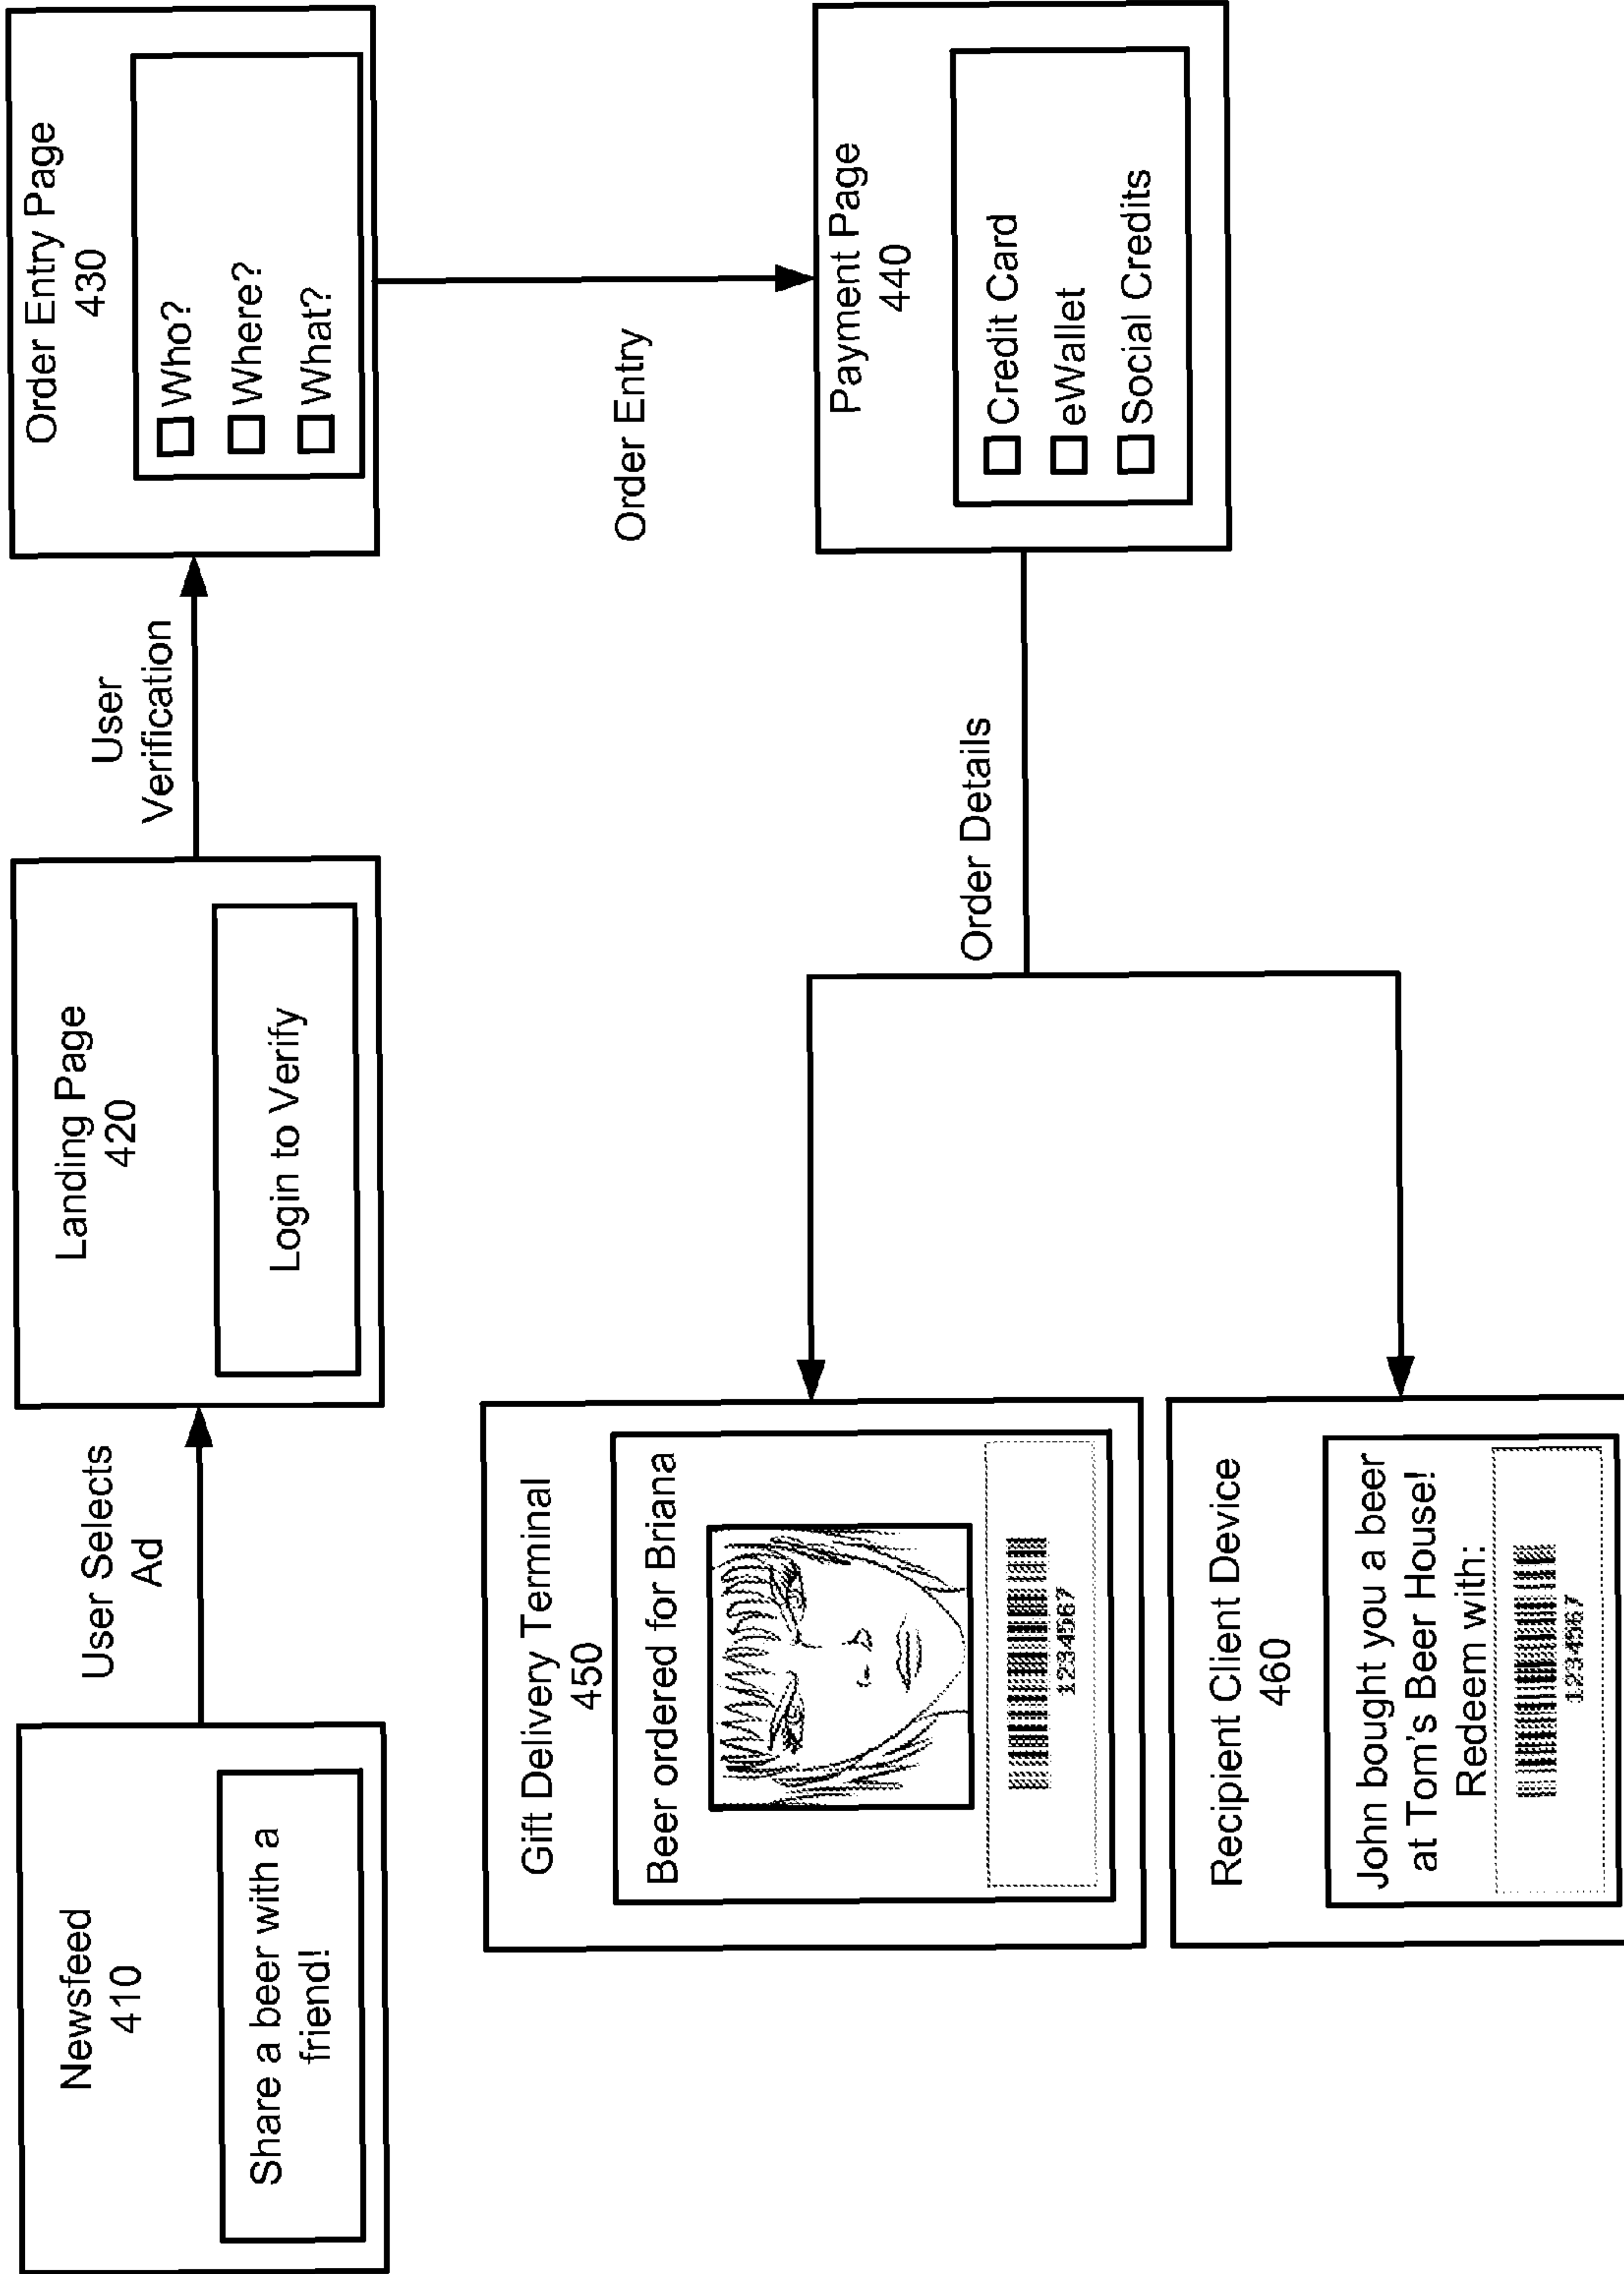 Newsfeed
410
Share a beer with a
friend!
User Selects
Ad
Landing Page
420
Login to Verify
User
Verification
Order Entry Page
430
Who?
Where?
What?
Order Entry
Payment Page
440
Credit Card
eWallet
Social Credits
Order Details
Gift Delivery Terminal
450
Beer ordered for Briana
1234567
Recipient Client Device
460
John bought you a beer
at Tom's Beer House!
Redeem with:
1234567